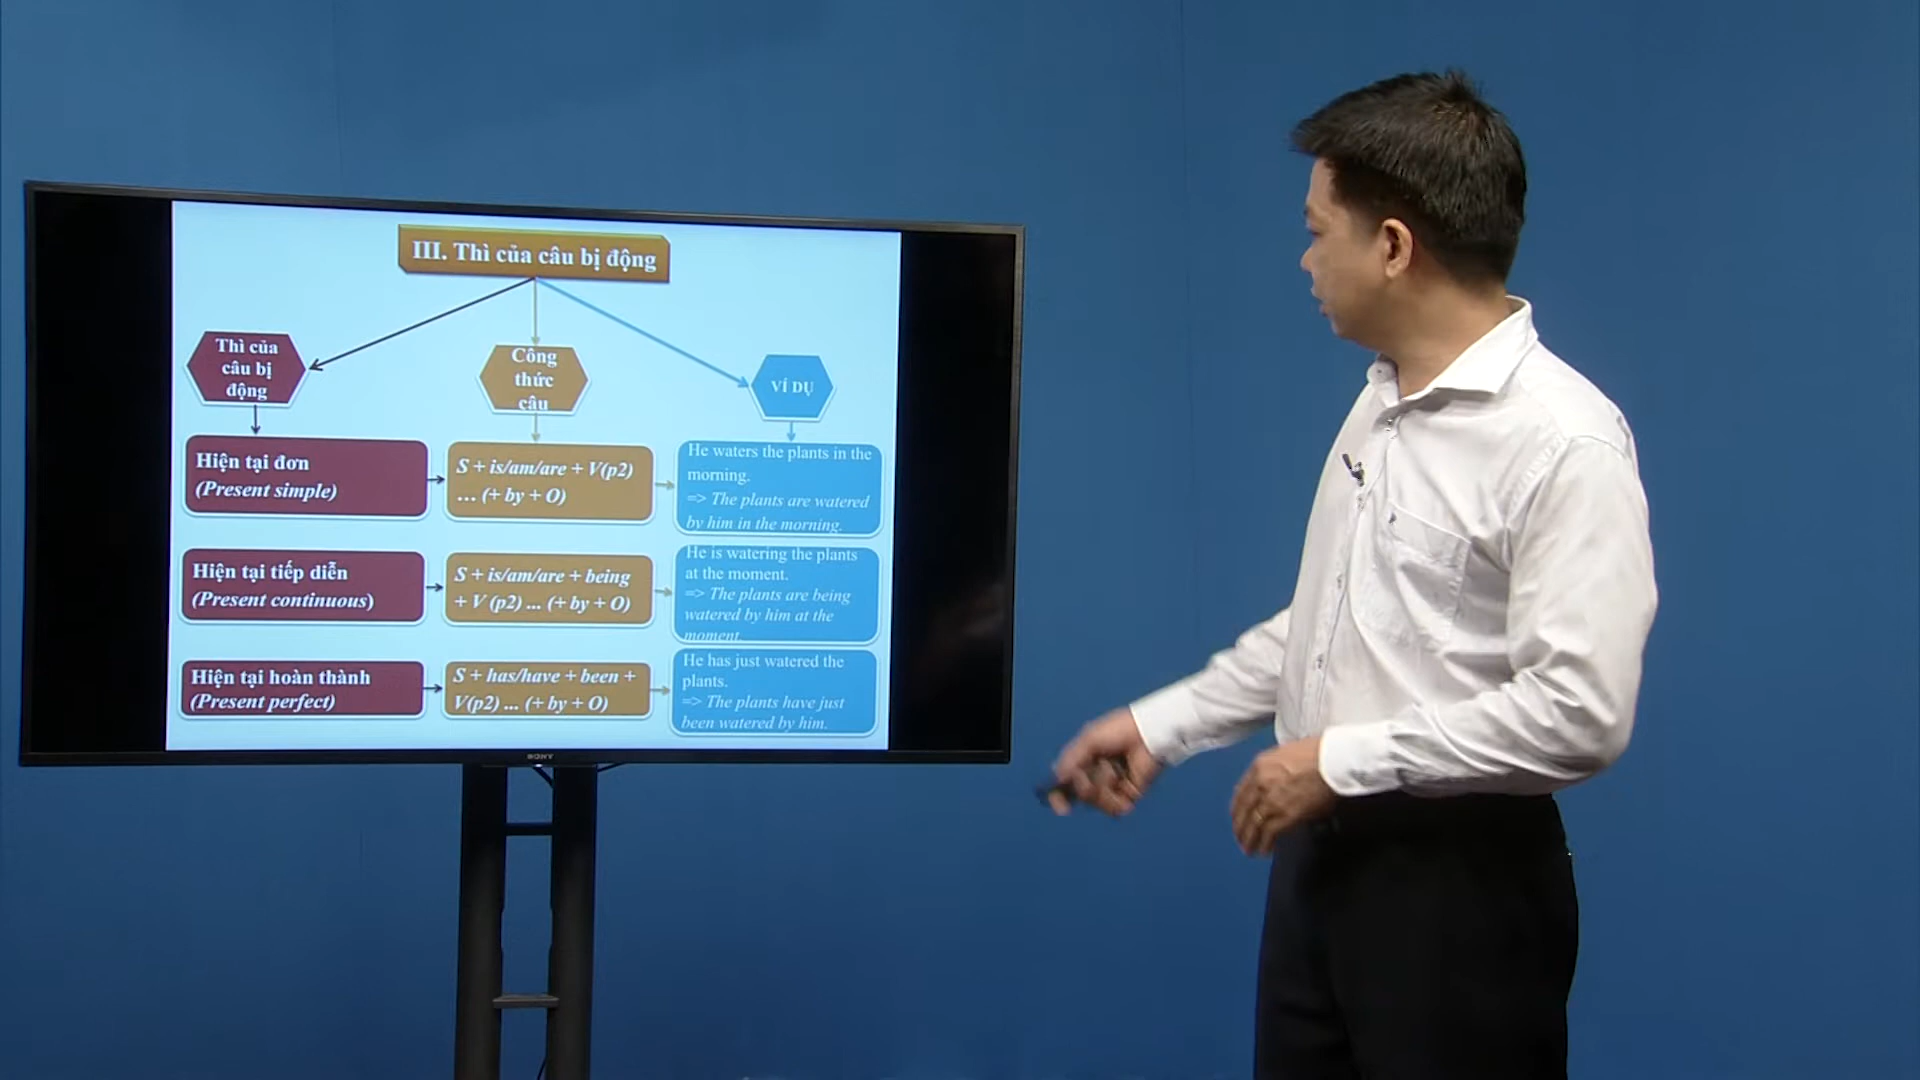 III. Thì của câu bị động
Thì của
câu bị
động
Công
thức
câu
VÍ DỤ
Hiện tại đơn
(Present simple)
S + is/am/are + V(p2)
... (+ by + O)
He waters the plants in the
morning.
=> The plants are watered
by him in the morning.
Hiện tại tiếp diễn
(Present continuous)
S + is/am/are + being
+ V (p2) ... (+ by + O)
He is watering the plants
at the moment.
=> The plants are being
watered by him at the
moment
Hiện tại hoàn thành
(Present perfect)
S + has/have + been +
V(p2) ... (+ by + O)
He has just watered the
plants.
=> The plants have just
been watered by him.
SONY